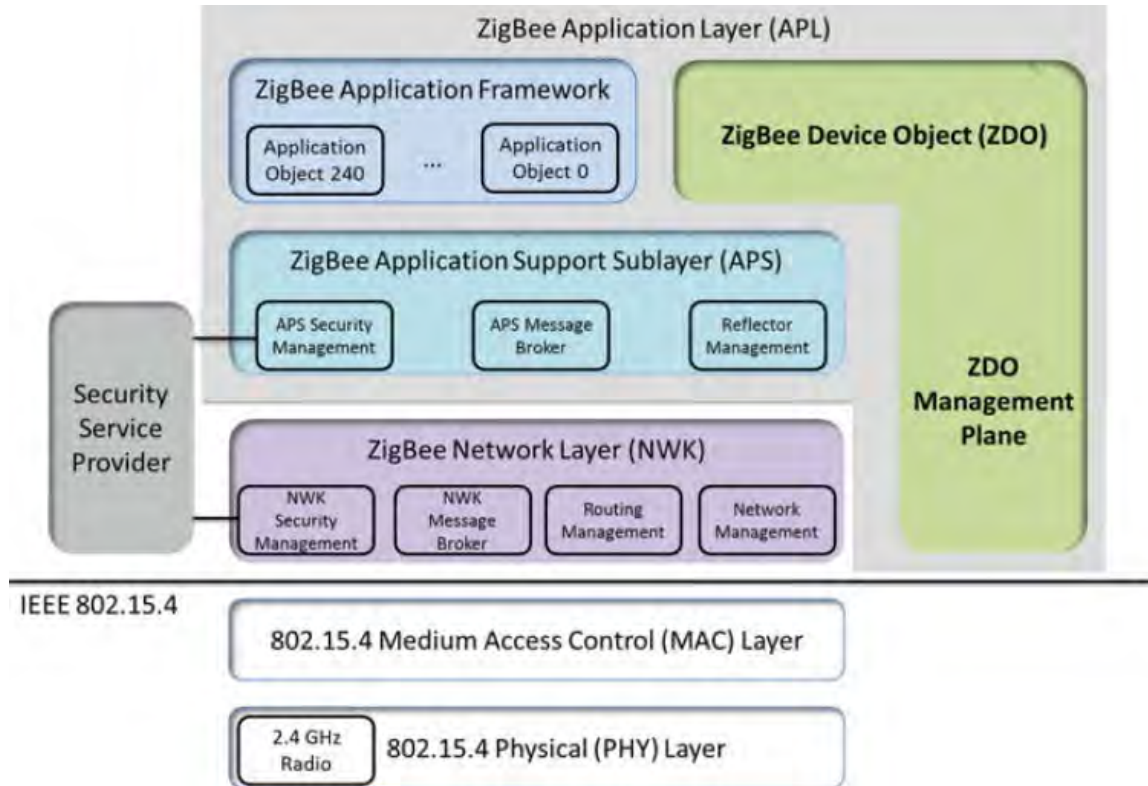 ZigBee Application Layer (APL)
ZigBee Application Framework
Application
Object 240
...
Application
Object 0
ZigBee Device Object (ZDO)
ZigBee Application Support Sublayer (APS)
APS Security
Management
APS Message
Broker
Reflector
Management
ZDO
Management
Plane
Security
Service
Provider
ZigBee Network Layer (NWK)
NWK
Security
Management
NWK
Message
Broker
Routing
Management
Network
Management
IEEE 802.15.4
802.15.4 Medium Access Control (MAC) Layer
2.4 GHz
Radio
802.15.4 Physical (PHY) Layer